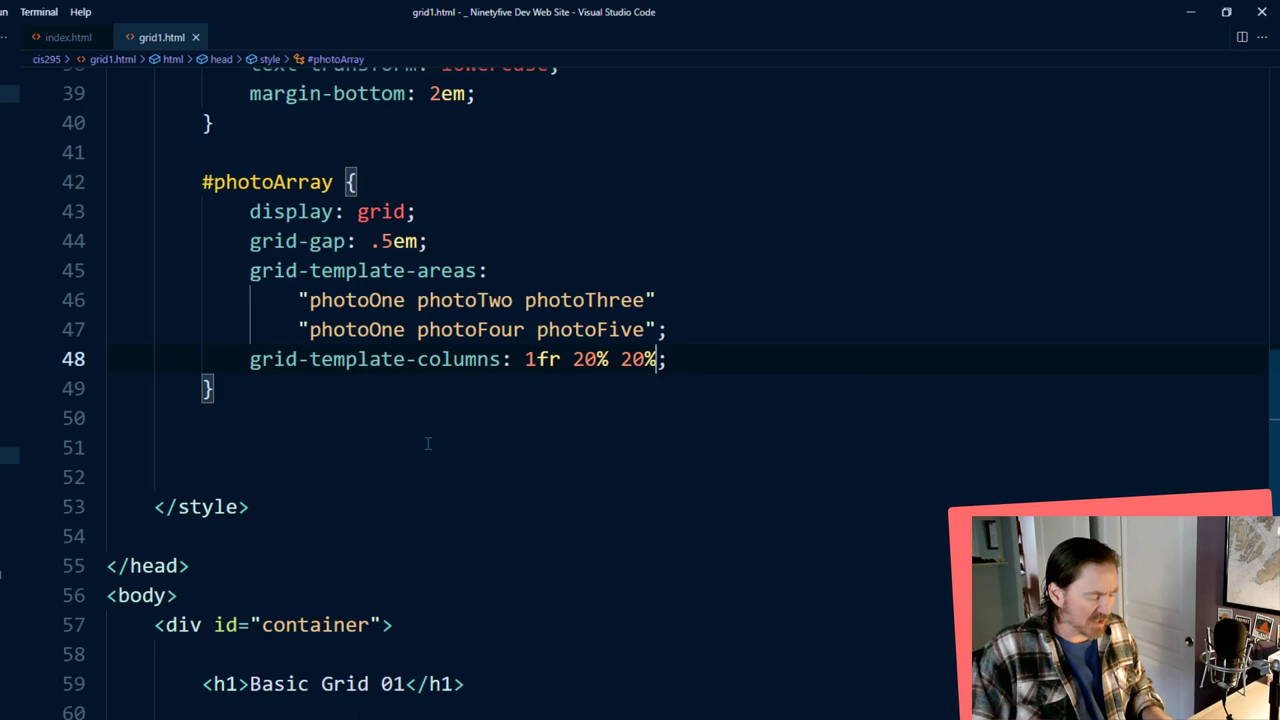 Terminal Help
grid1.html - _ Ninetyfive Dev Web Site - Visual Studio Code
index.html
grid1.html
cis295 > grid1.html > html > head > style > #photoArray
39 margin-bottom: 2em;
40 }
41
42 #photoArray {
43 display: grid;
44 grid-gap: .5em;
45 grid-template-areas:
46 "photoOne photoTwo photoThree"
47 "photoOne photoFour photoFive";
48 grid-template-columns: 1fr 20% 20%;
49 }
50
51
52
53 </style>
54
55 </head>
56 <body>
57 <div id="container">
58
59 <h1>Basic Grid 01</h1>
60